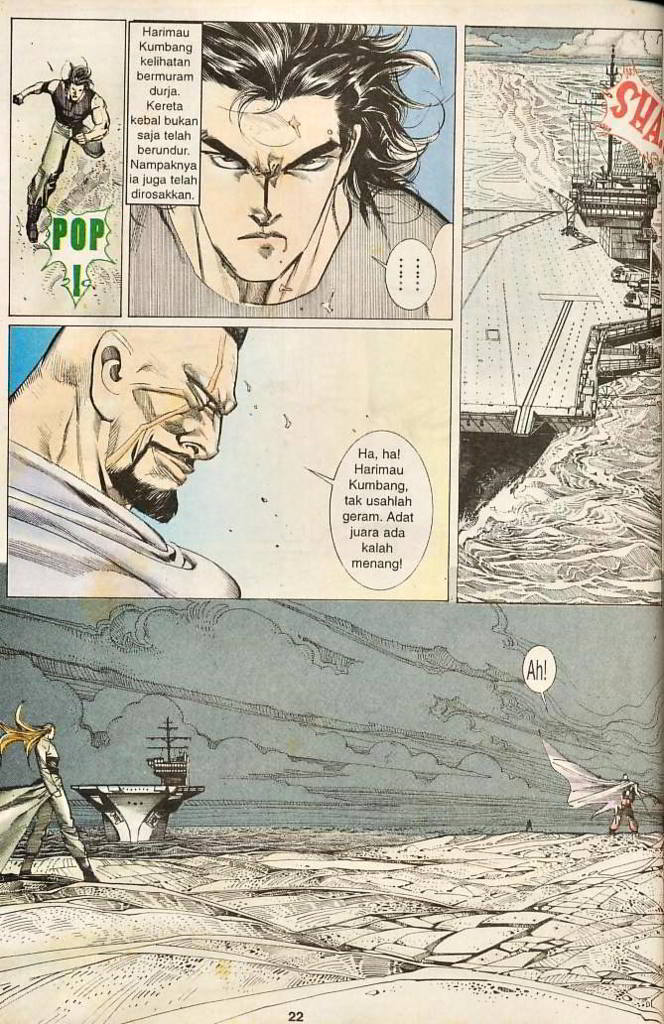 POP
!
Harimau
Kumbang
kelihatan
bermuram
durja.
Kereta
kebal bukan
saja telah
berundur.
Nampaknya
ia juga telah
dirosakkan.
Ha, ha!
Harimau
Kumbang,
tak usahlah
geram. Adat
juara ada
kalah
menang!
Ah!
22